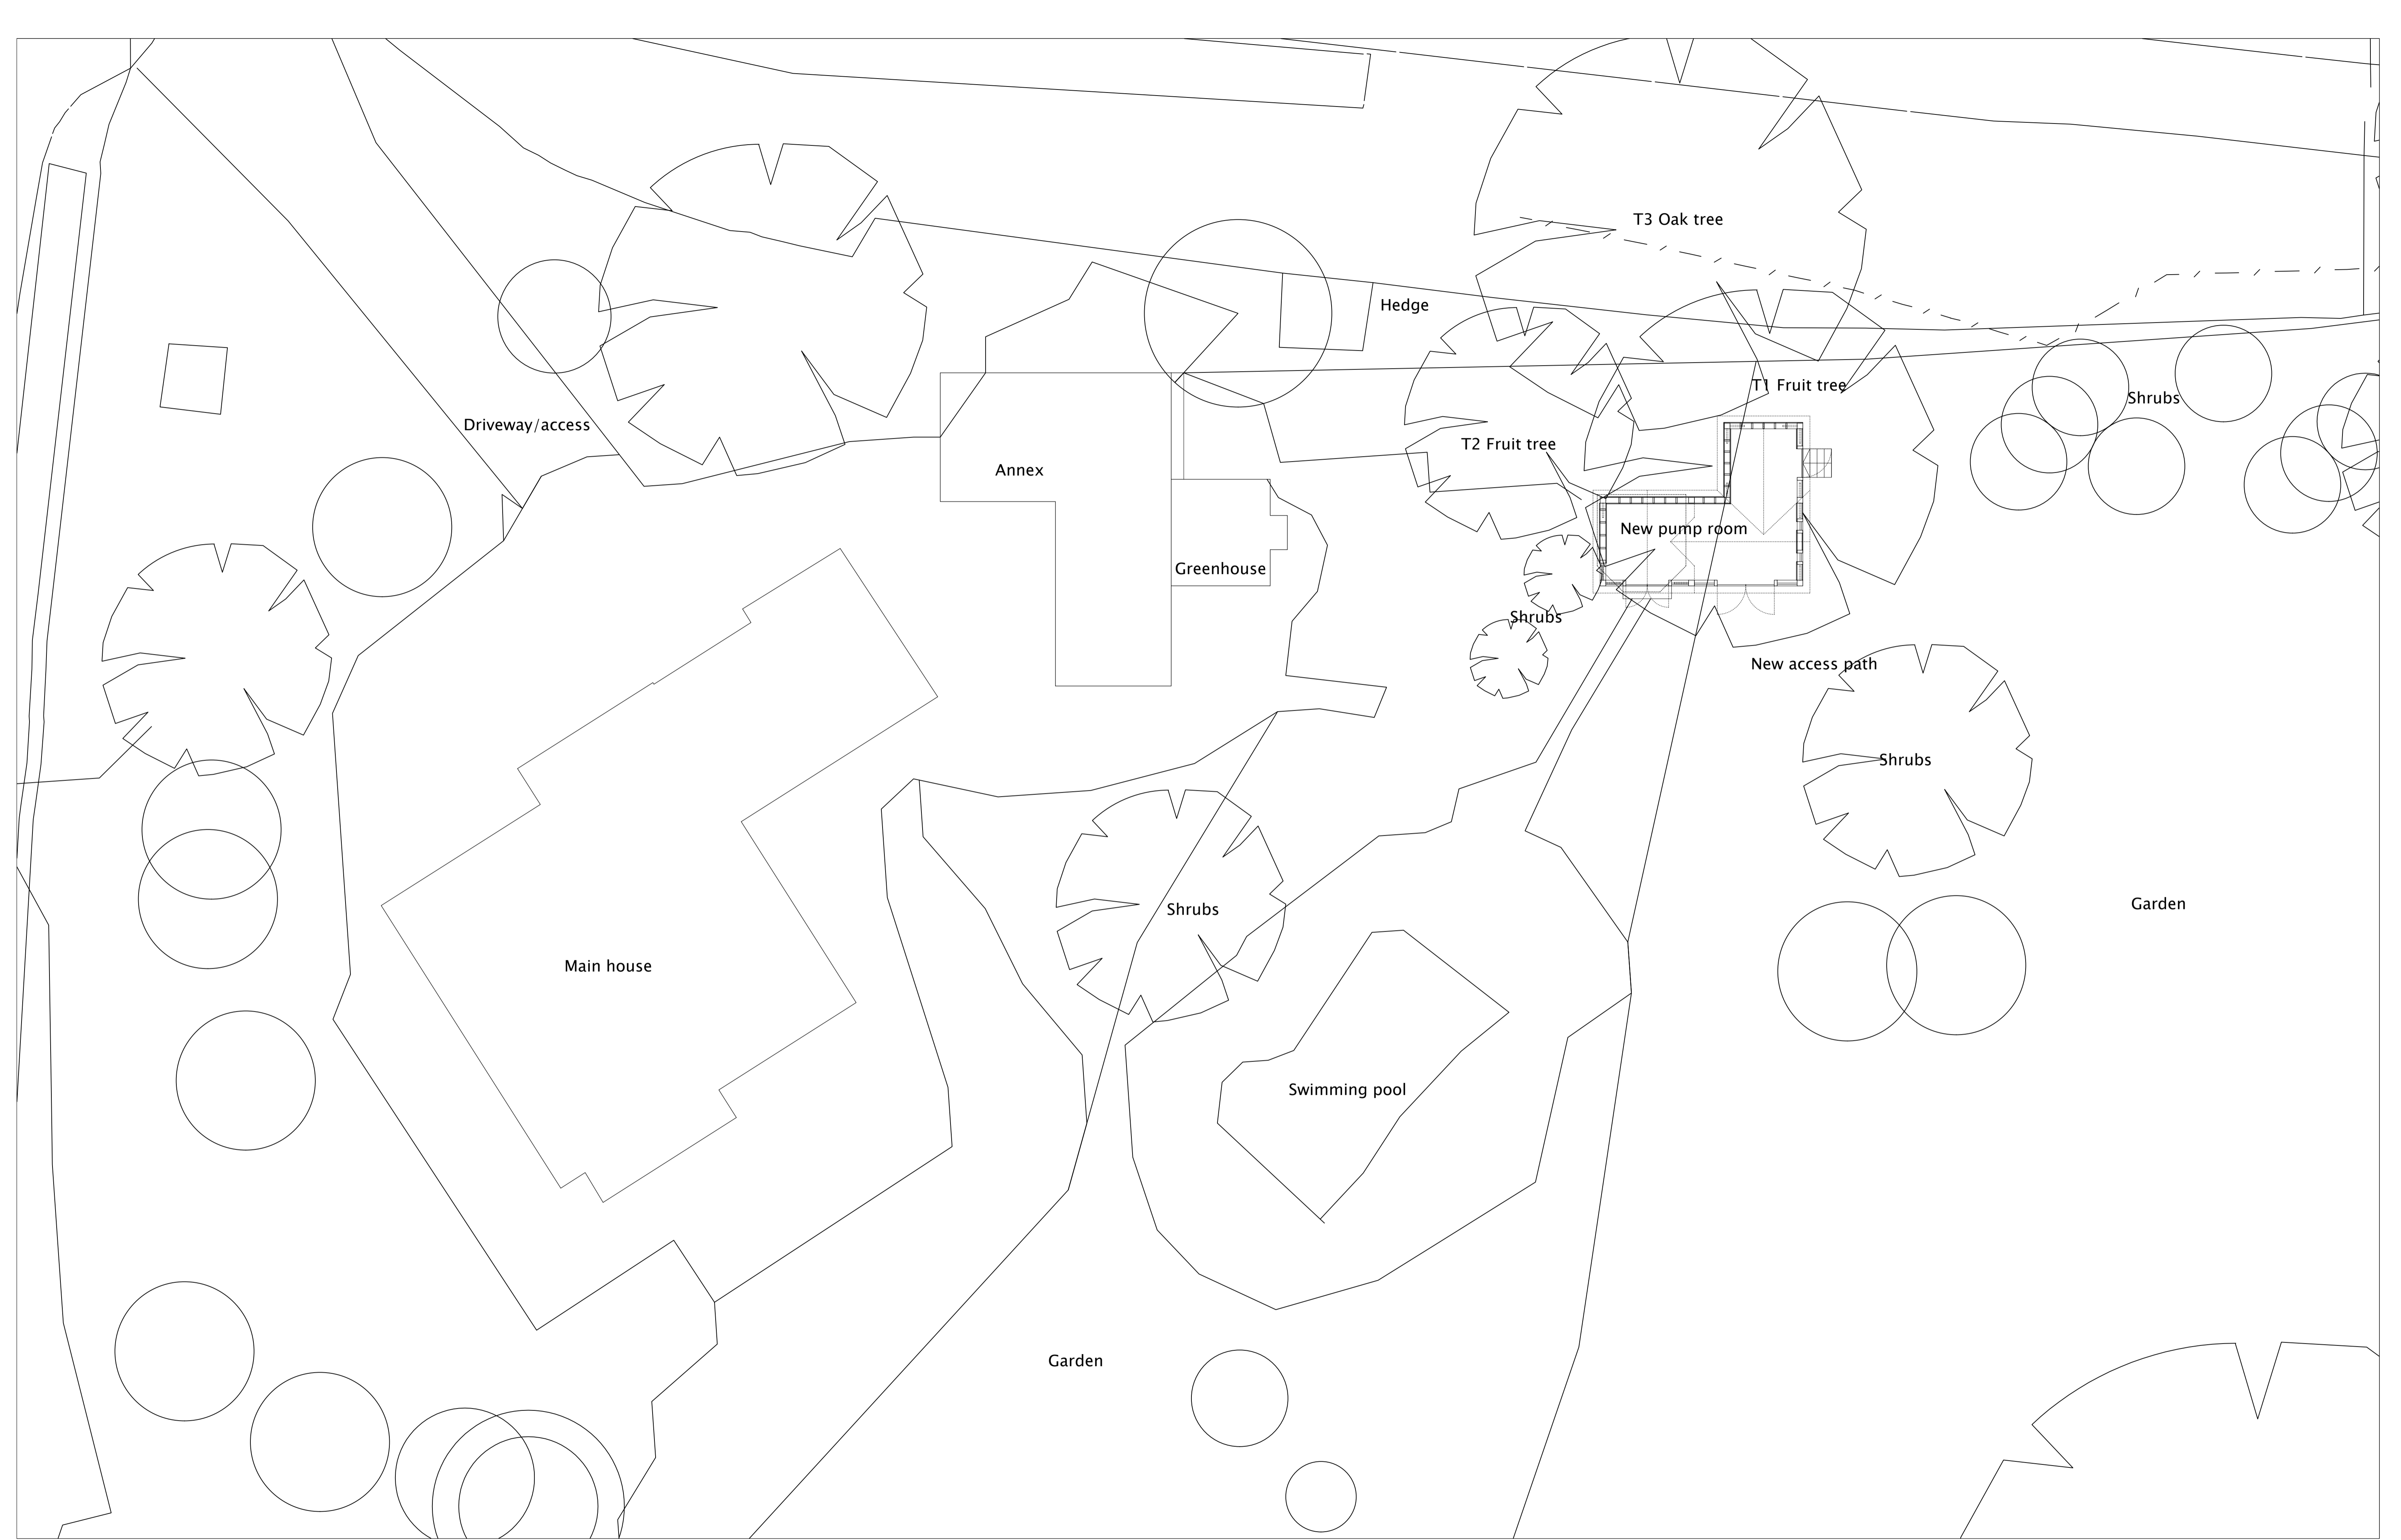 T3 Oak tree
Hedge
T1 Fruit tree
Shrubs
Driveway/access
T2 Fruit tree
Annex
New pump room
Greenhouse
Shrubs
New access path
Shrubs
Garden
Shrubs
Main house
Swimming pool
Garden